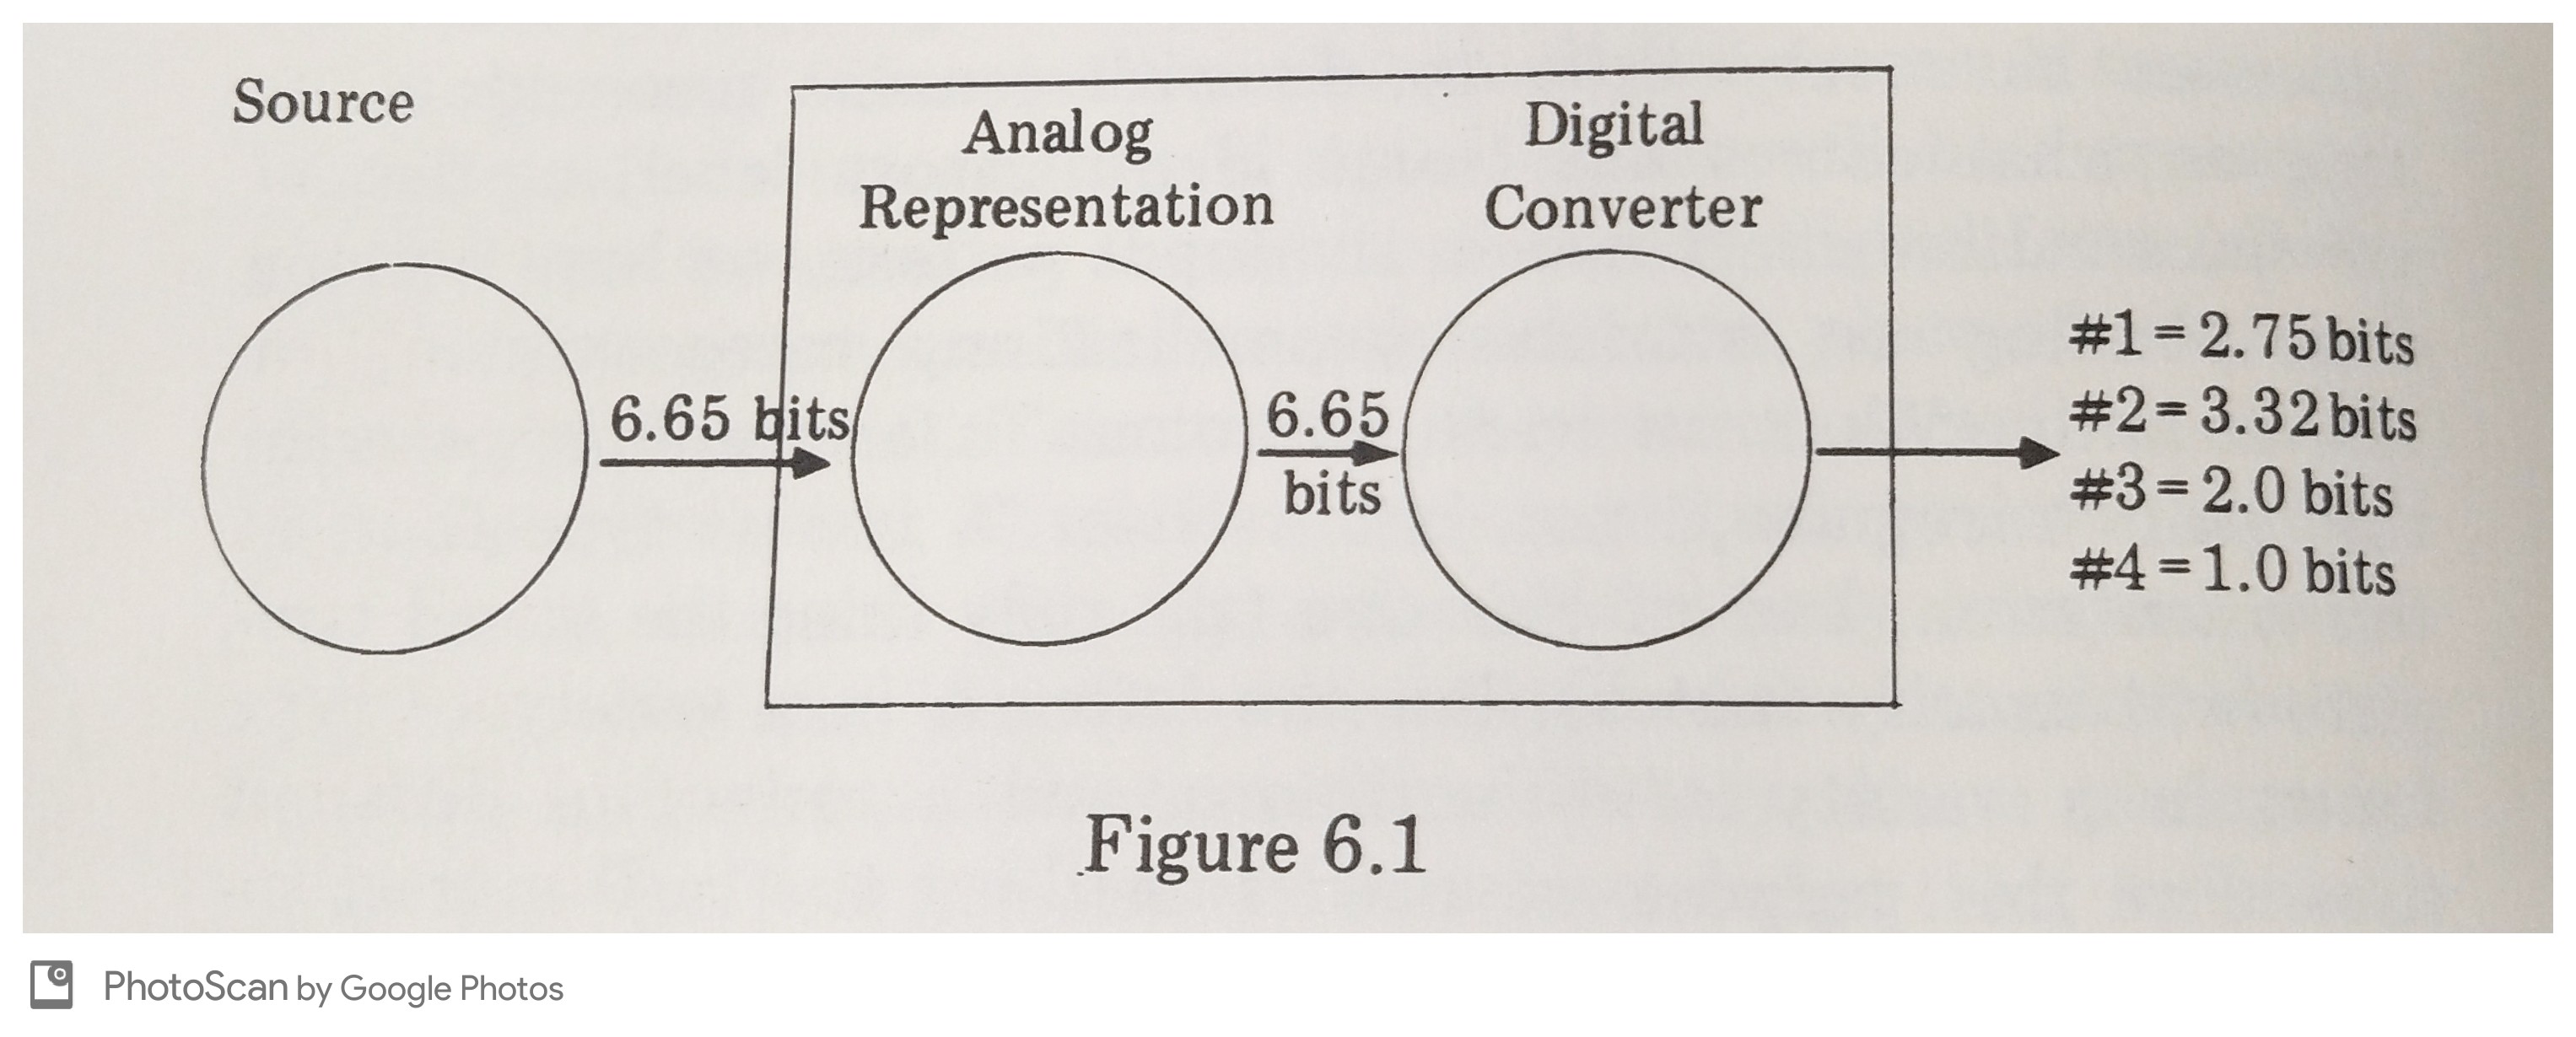 Source
Analog
Representation
Digital
Converter
6.65 bits
6.65
bits
#1 = 2.75 bits
#2 = 3.32 bits
#3 = 2.0 bits
#4 = 1.0 bits
Figure 6.1
PhotoScan by Google Photos